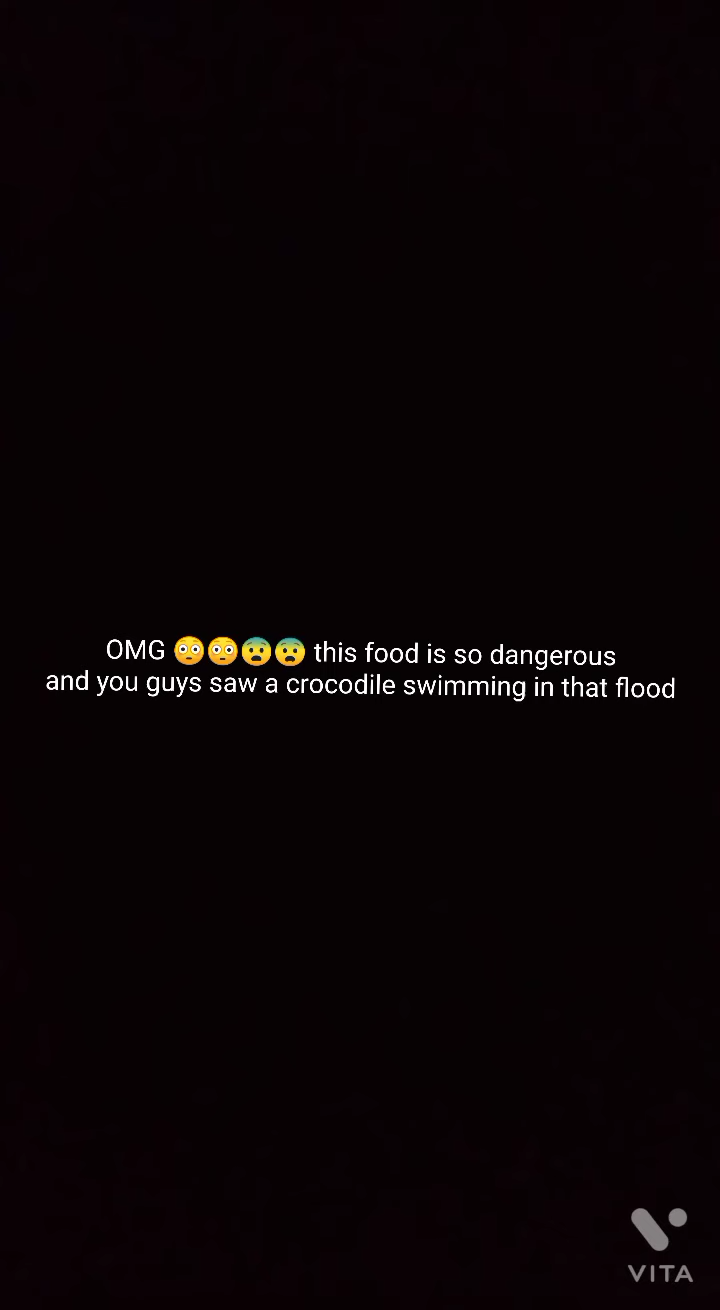 OMG 😳😳😨😨 this food is so dangerous
and you guys saw a crocodile swimming in that flood
VITA